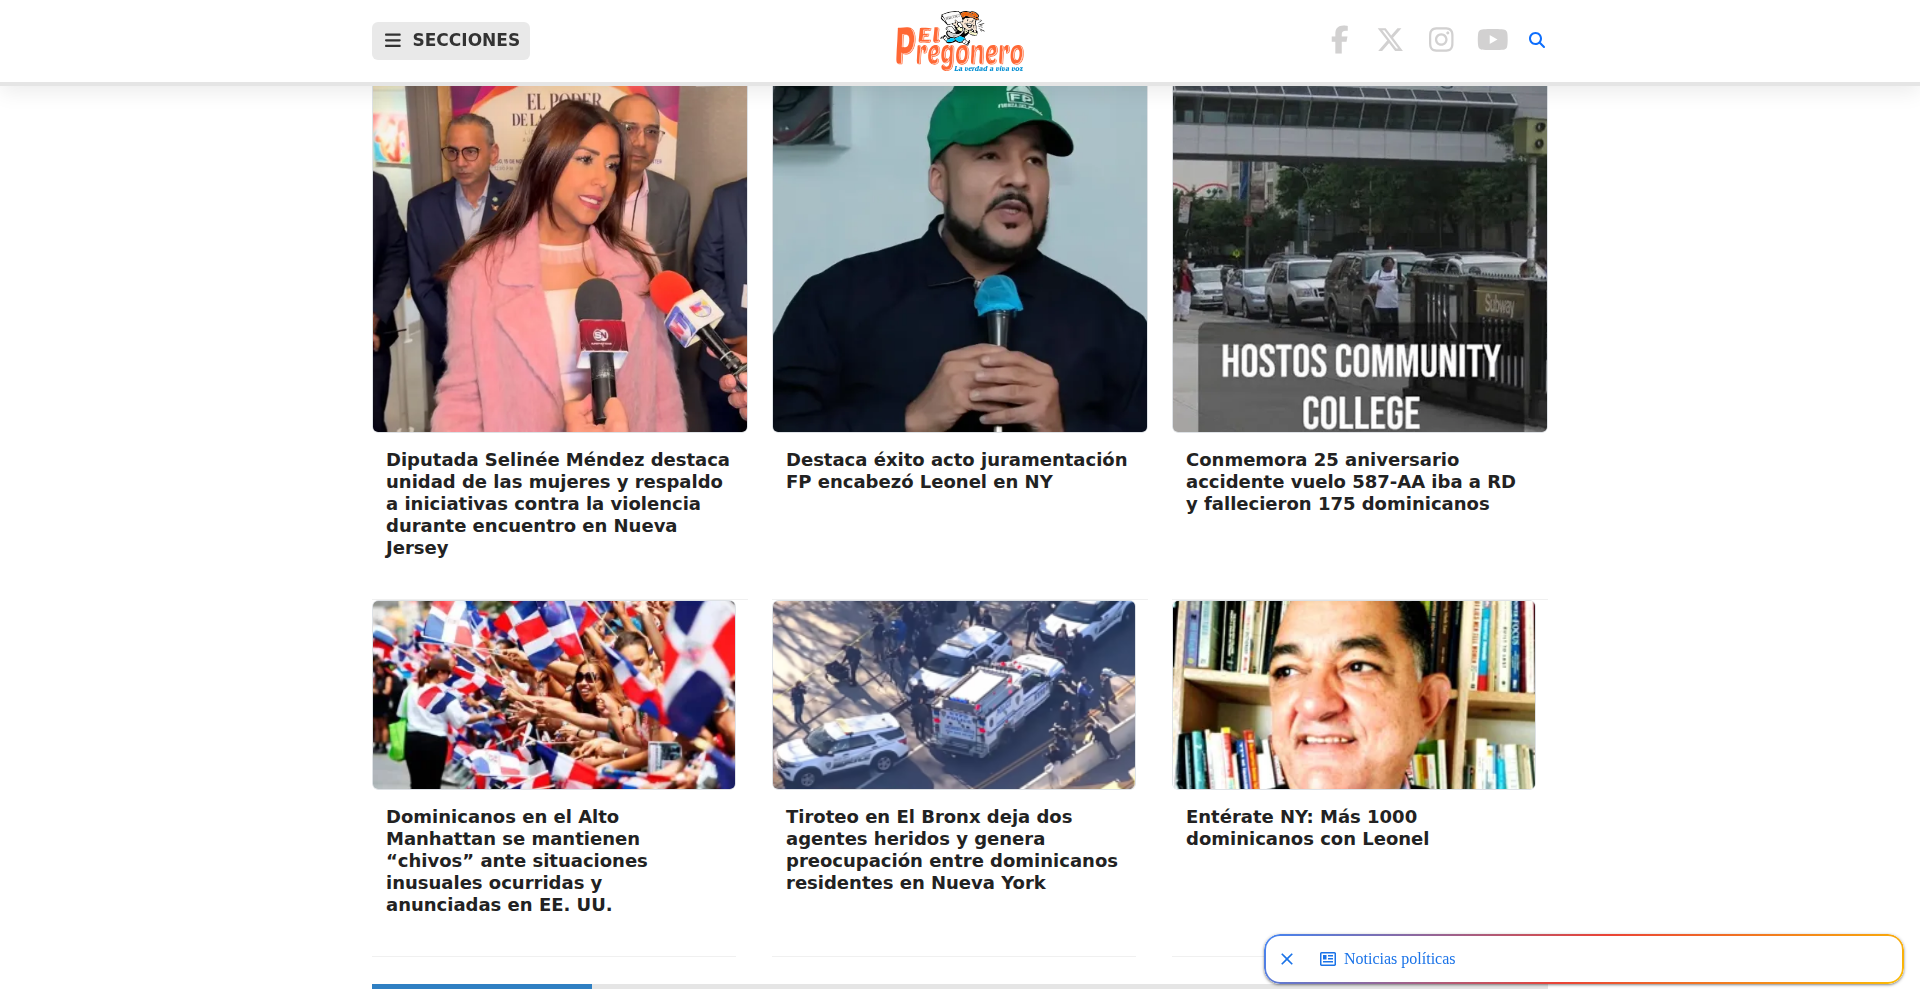 SECCIONES
EL
Pregonero
La verdad a viva voz
EL PODER
FP
Subway
HOSTOS COMMUNITY
COLLEGE
Diputada Selinée Méndez destaca
unidad de las mujeres y respaldo
a iniciativas contra la violencia
durante encuentro en Nueva
Jersey
Destaca éxito acto juramentación
FP encabezó Leonel en NY
Conmemora 25 aniversario
accidente vuelo 587-AA iba a RD
y fallecieron 175 dominicanos
Dominicanos en el Alto
Manhattan se mantienen
“chivos” ante situaciones
inusuales ocurridas y
anunciadas en EE. UU.
Tiroteo en El Bronx deja dos
agentes heridos y genera
preocupación entre dominicanos
residentes en Nueva York
Entérate NY: Más 1000
dominicanos con Leonel
Noticias políticas